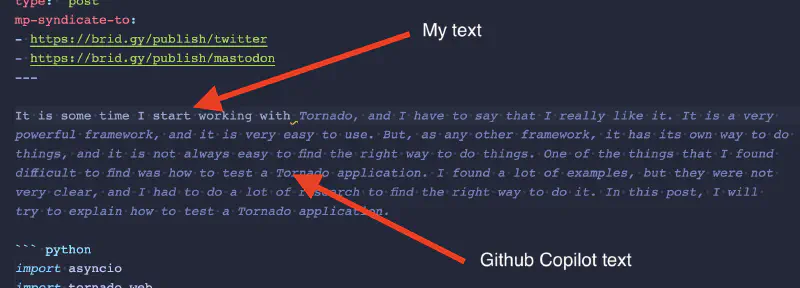 type: post
mp-syndicate-to:
- https://brid.gy/publish/twitter
- https://brid.gy/publish/mastodon
---
My text
It is some time I start working with Tornado, and I have to say that I really like it. It is a very
powerful framework, and it is very easy to use. But, as any other framework, it has its own way to do
things, and it is not always easy to find the right way to do things. One of the things that I found
difficult to find was how to test a Tornado application. I found a lot of examples, but they were not
very clear, and I had to do a lot of research to find the right way to do it. In this post, I will
try to explain how to test a Tornado application.
Github Copilot text
``` python
import asyncio
import tornado.web